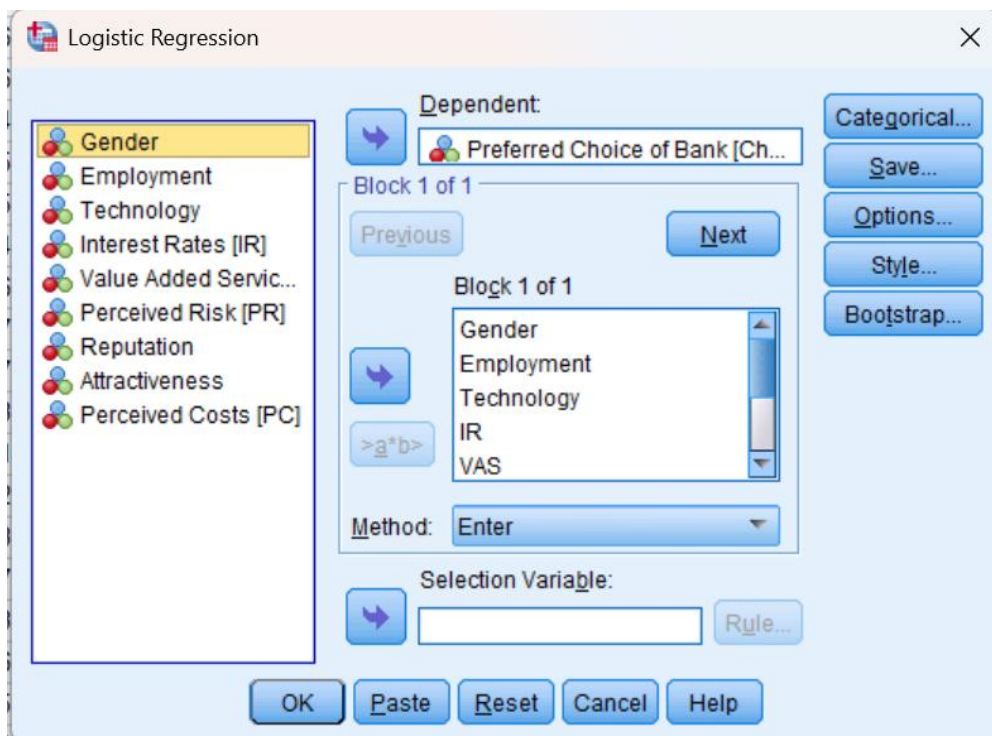 Logistic Regression
Gender
Employment
Technology
Interest Rates [IR]
Value Added Servic...
Perceived Risk [PR]
Reputation
Attractiveness
Perceived Costs [PC]
Dependent:
Preferred Choice of Bank [Ch...
Block 1 of 1
Previous
Next
Block 1 of 1
Gender
Employment
Technology
IR
VAS
>a*b>
Method: Enter
Selection Variable:
Rule...
Categorical...
Save...
Options...
Style...
Bootstrap...
OK Paste Reset Cancel Help